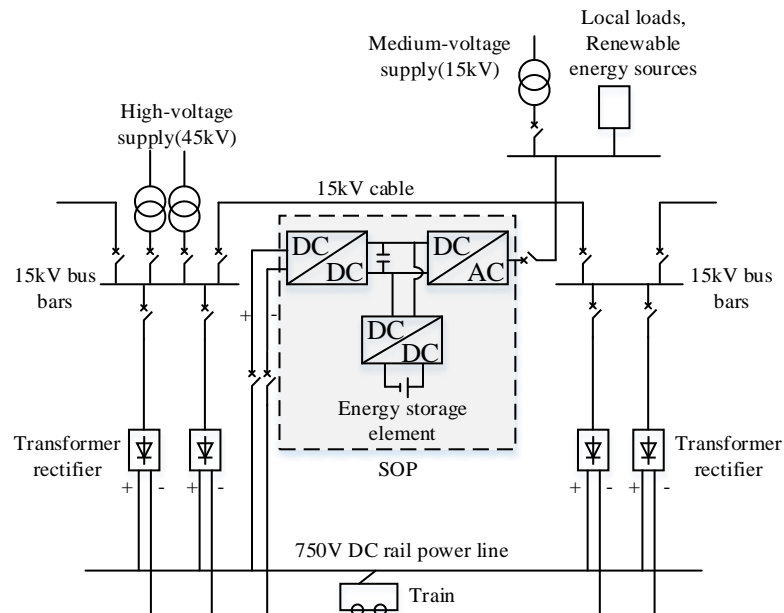 Local loads,
Renewable
energy sources
Medium-voltage
supply(15kV)
High-voltage
supply(45kV)
15kV cable
DC
DC
DC
AC
15kV bus
bars
15kV bus
bars
+
-
DC
DC
Energy storage
element
SOP
Transformer
rectifier
Transformer
rectifier
+
-
+
-
+
-
+
-
750V DC rail power line
Train